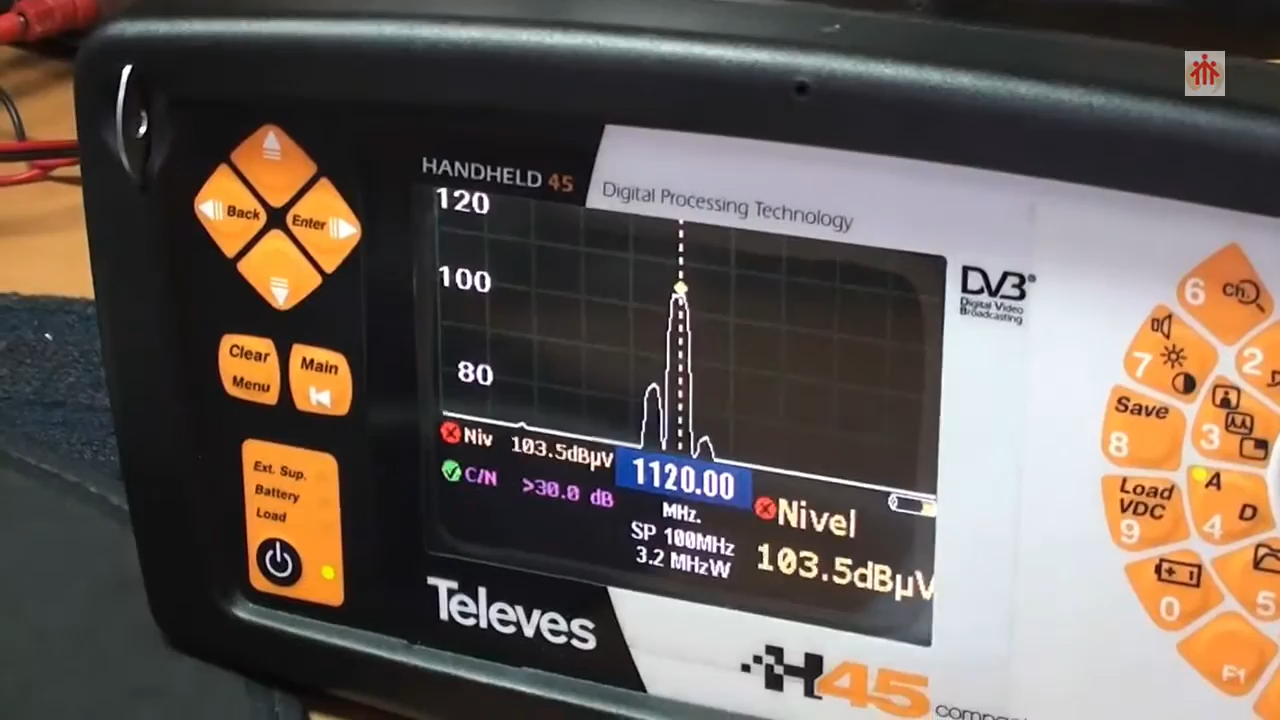 HANDHELD 45
Digital Processing Technology
120
100
80
Niv 103.5dBµV
C/N >30.0 dB
1120.00
MHz.
SP 100MHz
3.2 MHzW
Nivel
103.5dBµV
Televes
H45
DVB
Digital Video
Broadcasting
Back
Enter
Clear
Menu
Main
Ext. Sup.
Battery
Load
6 Ch.
7
2
Save
8
3
Load
VDC
9
A
4 D
0
5
F1